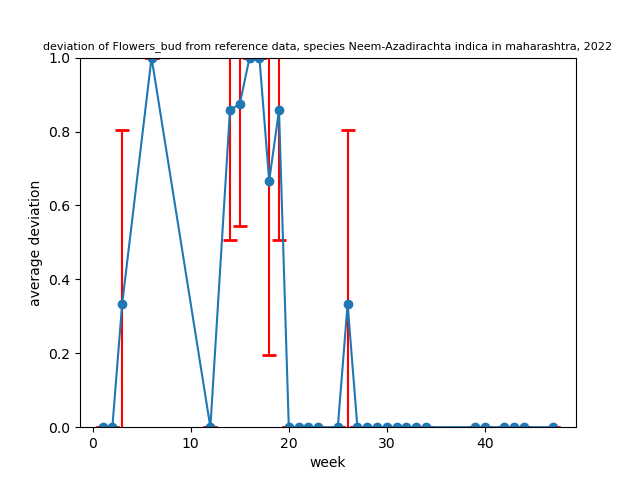 deviation of Flowers_bud from reference data, species Neem-Azadirachta indica in maharashtra, 2022
1.0
0.8
0.6
0.4
0.2
0.0
average deviation
0 10 20 30 40
week